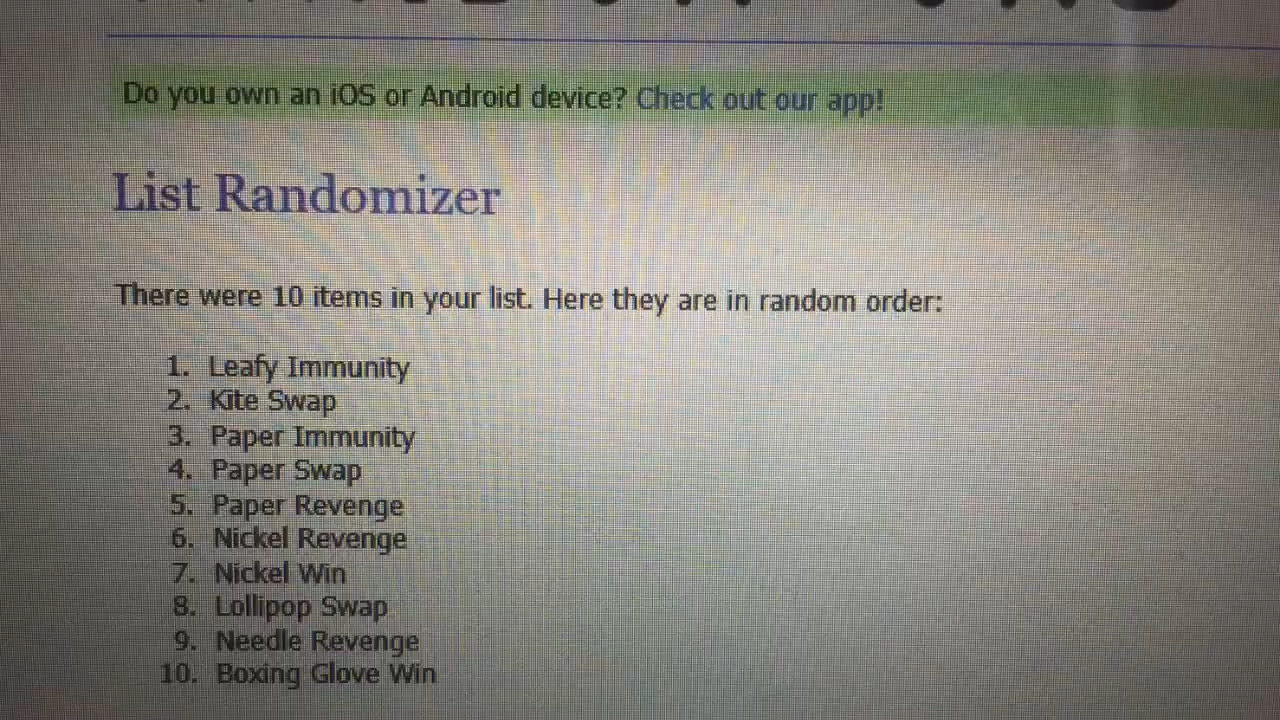 Do you own an iOS or Android device? Check out our app!
List Randomizer
There were 10 items in your list. Here they are in random order:
1. Leafy Immunity
2. Kite Swap
3. Paper Immunity
4. Paper Swap
5. Paper Revenge
6. Nickel Revenge
7. Nickel Win
8. Lollipop Swap
9. Needle Revenge
10. Boxing Glove Win